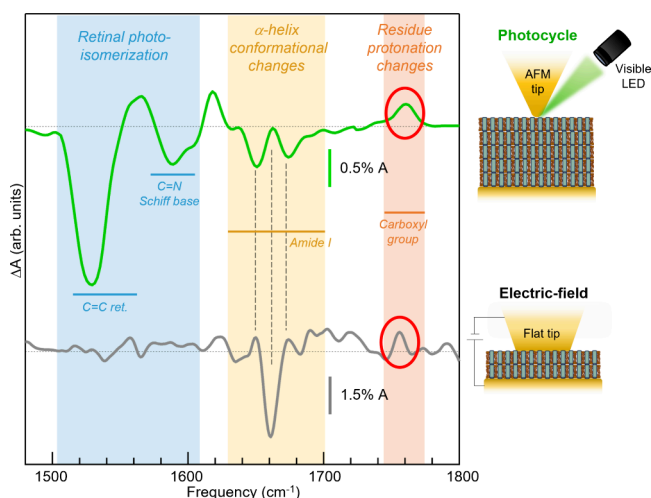 Retinal photo-
isomerization
α-helix
conformational
changes
Residue
protonation
changes
Photocycle
AFM
tip
Visible
LED
0.5% A
C=N
Schiff base
Amide I
Carboxyl
group
C=C ret.
ΔA (arb. units)
Electric-field
Flat tip
1.5% A
1500
1600
1700
1800
Frequency (cm⁻¹)